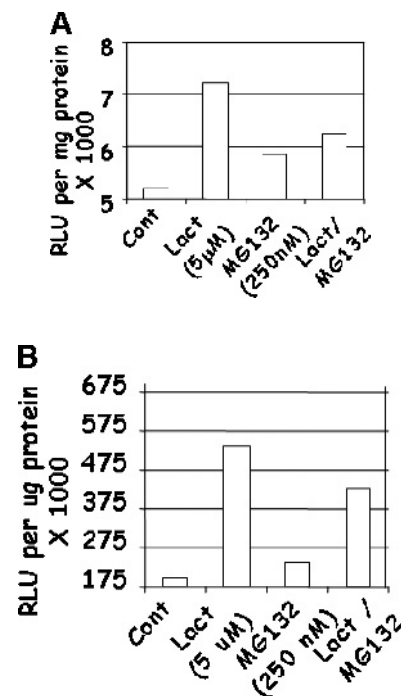 A
RLU per mg protein
X 1000
8
7
6
5
Cont
Lact
(5µM)
MG132
(250nM)
Lact/
MG132
B
RLU per ug protein
X 1000
675
575
475
375
275
175
Cont
Lact
(5 uM)
MG132
(250 nM)
Lact /
MG132